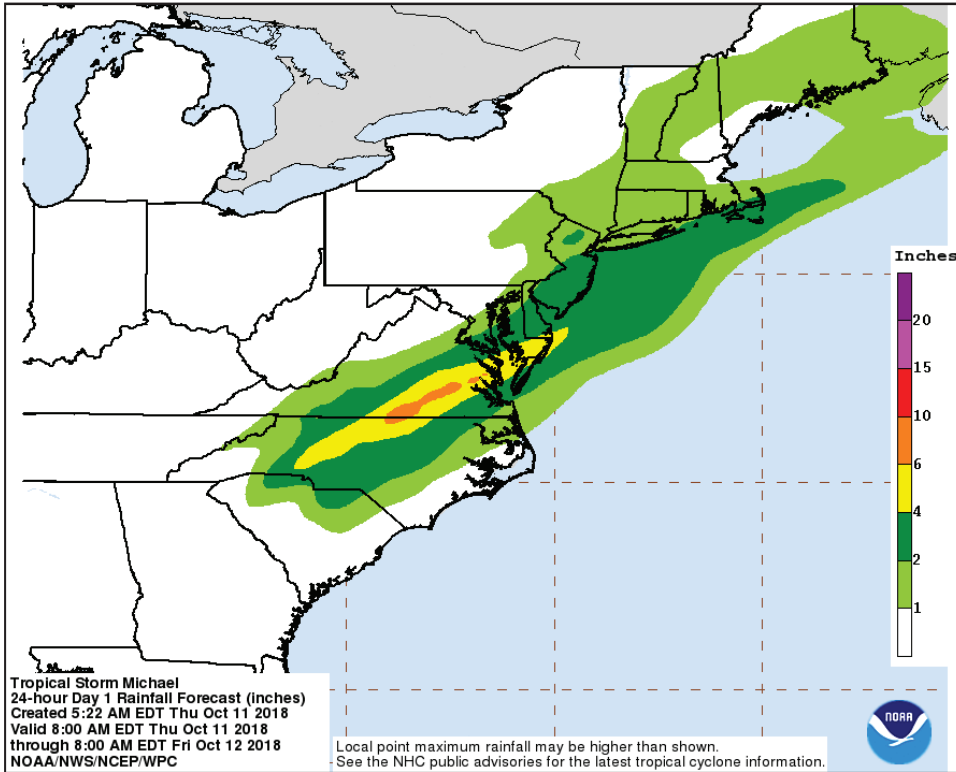 Inches
20
15
10
6
4
2
1
Tropical Storm Michael
24-hour Day 1 Rainfall Forecast (inches)
Created 5:22 AM EDT Thu Oct 11 2018
Valid 8:00 AM EDT Thu Oct 11 2018
through 8:00 AM EDT Fri Oct 12 2018
NOAA/NWS/NCEP/WPC
Local point maximum rainfall may be higher than shown.
See the NHC public advisories for the latest tropical cyclone information.
NOAA